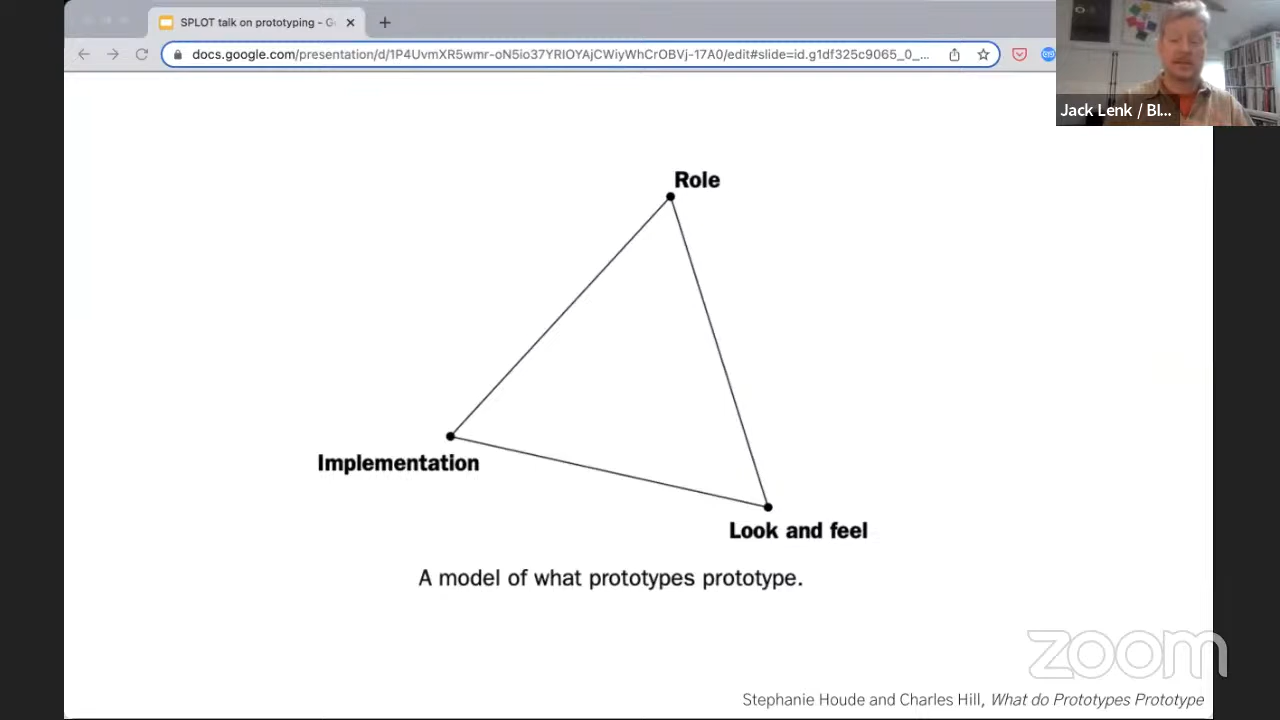 SPLOT talk on prototyping - G
docs.google.com/presentation/d/1P4UvmXR5wmr-oN5io37YRIOYAjCWiyWhCrOBVj-17A0/edit#slide=id.g1df325c9065_0_...
Jack Lenk / Bl...
Role
Implementation
Look and feel
A model of what prototypes prototype.
zoom
Stephanie Houde and Charles Hill, What do Prototypes Prototype